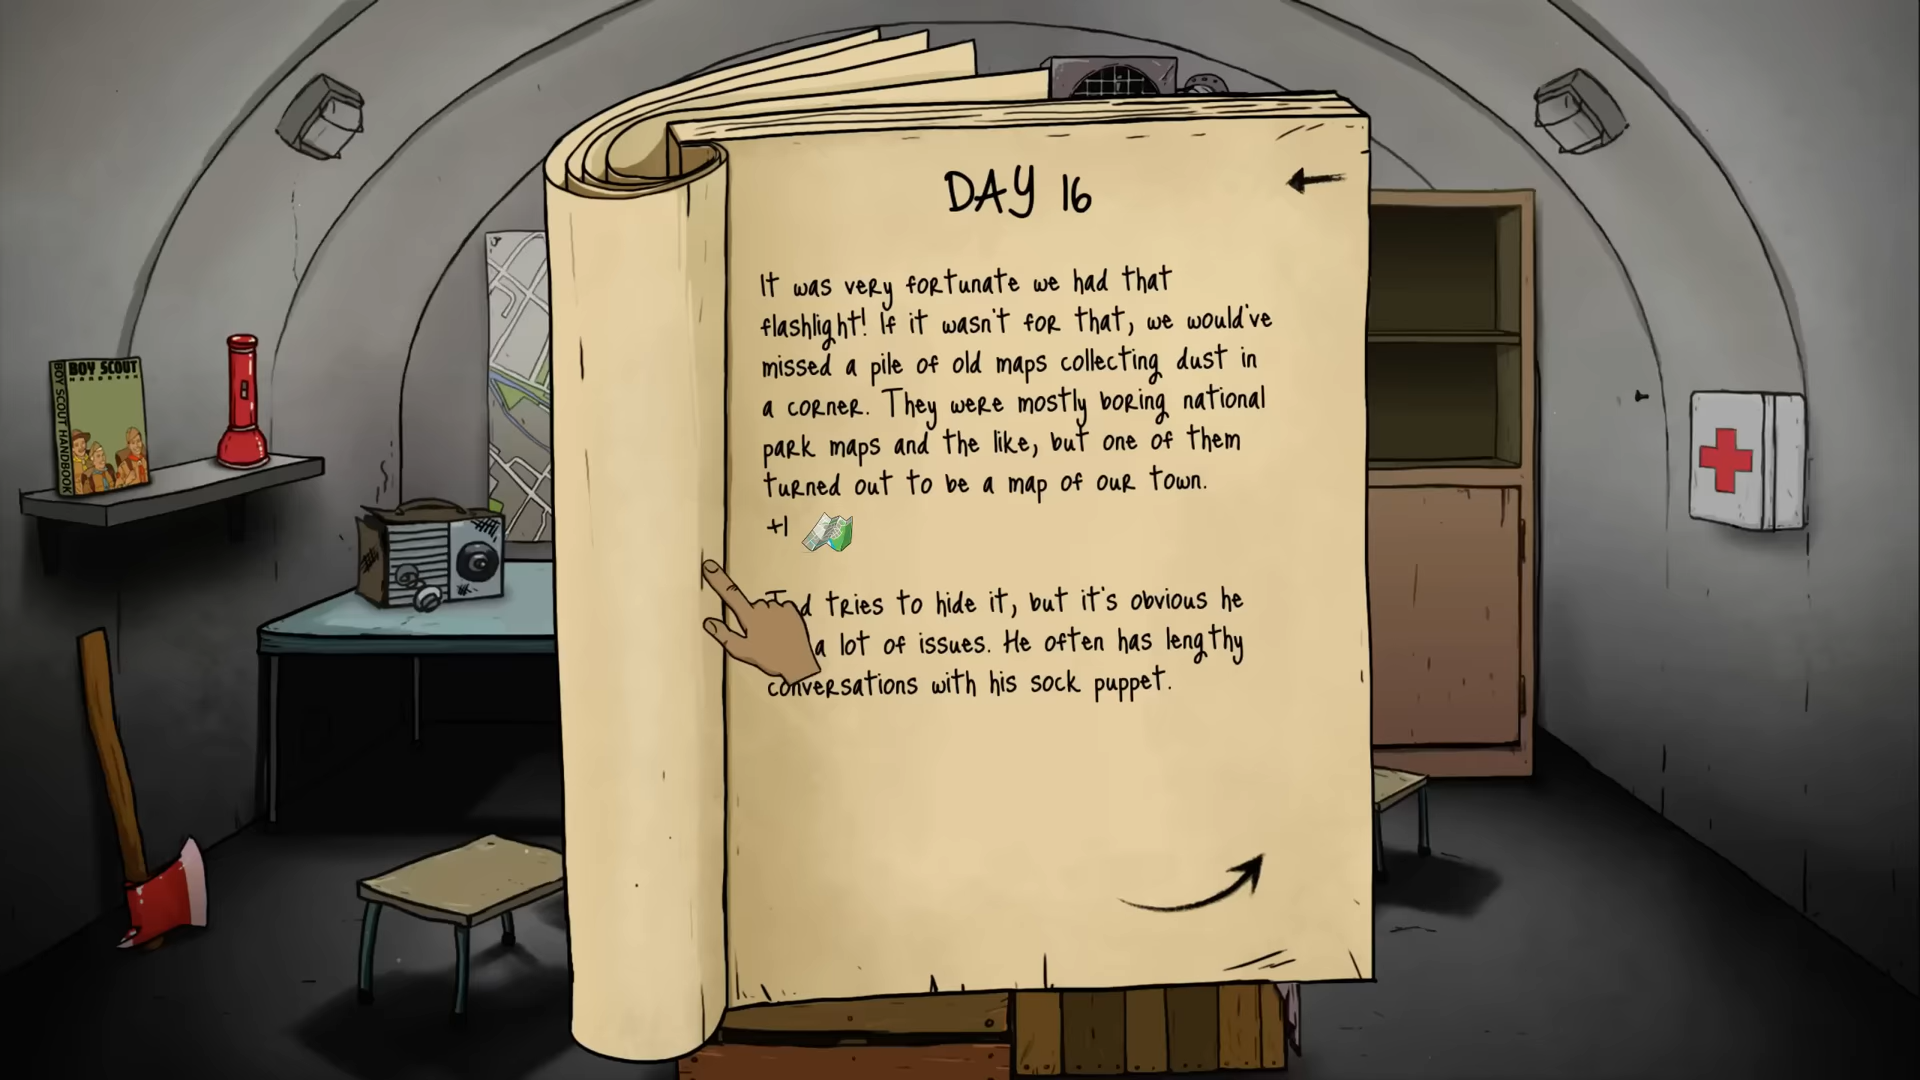 DAY 16
It was very fortunate we had that
flashlight! If it wasn't for that, we would've
missed a pile of old maps collecting dust in
a corner. They were mostly boring national
park maps and the like, but one of them
turned out to be a map of our town.
+1
tries to hide it, but it's obvious he
a lot of issues. He often has lengthy
conversations with his sock puppet.
BOY SCOUT
HANDBOOK
BOY SCOUT HANDBOOK